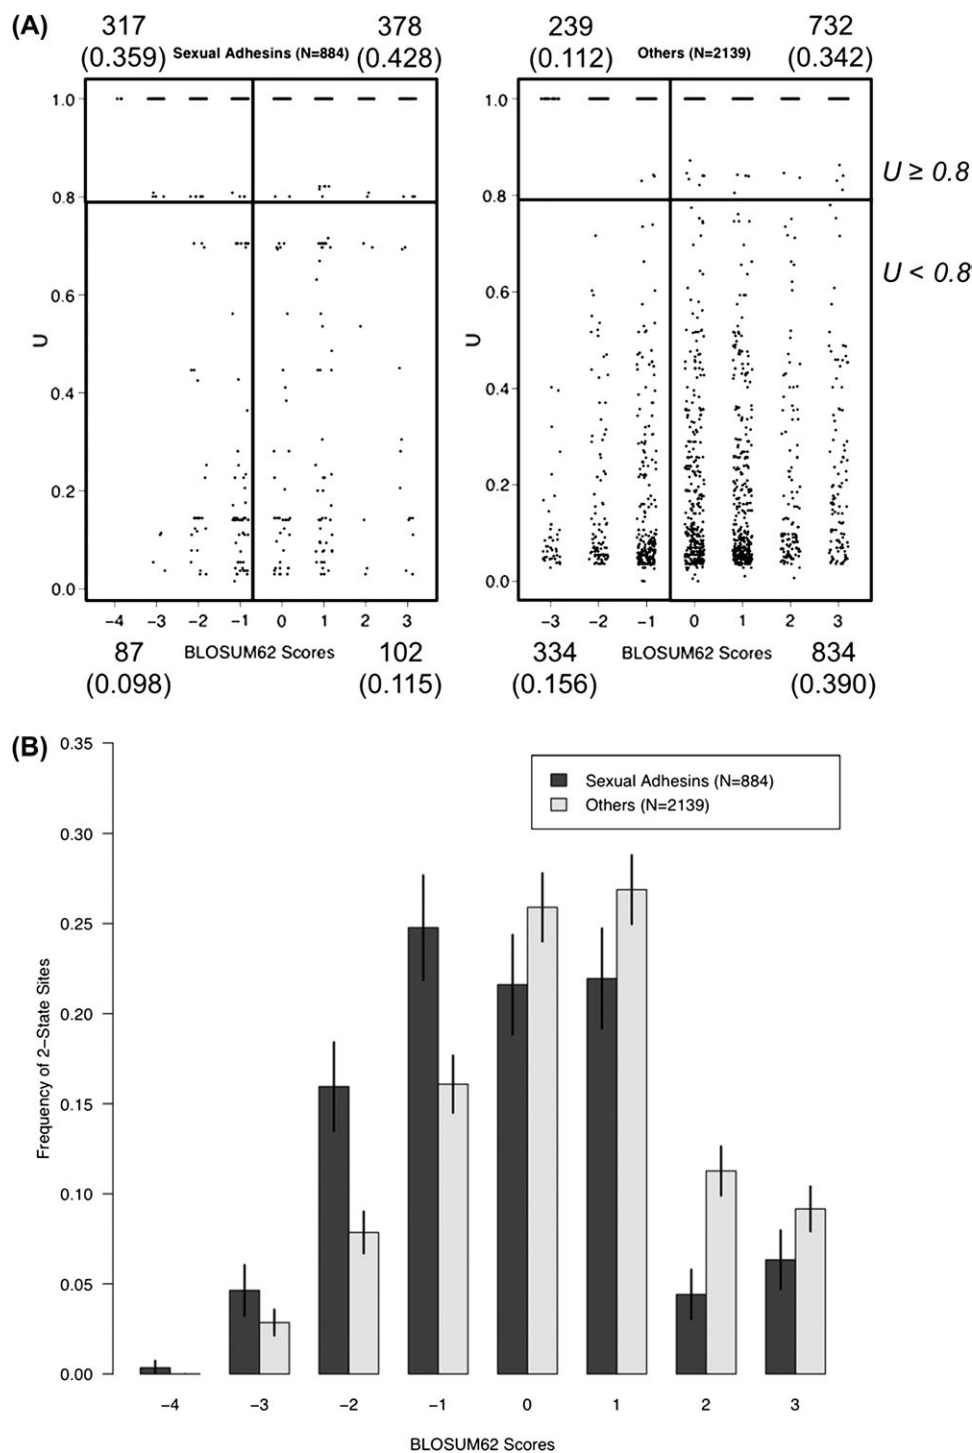 (A)
317
(0.359)
Sexual Adhesins (N=884)
378
(0.428)
239
(0.112)
Others (N=2139)
732
(0.342)
1.0
0.8
0.6
0.4
0.2
0.0
U
−4 −3 −2 −1 0 1 2 3
87
(0.098)
BLOSUM62 Scores
102
(0.115)
1.0
0.8
0.6
0.4
0.2
0.0
U
−3 −2 −1 0 1 2 3
334
(0.156)
BLOSUM62 Scores
834
(0.390)
U ≥ 0.8
U < 0.8
(B)
0.35
0.30
0.25
0.20
0.15
0.10
0.05
0.00
Frequency of 2−State Sites
Sexual Adhesins (N=884)
Others (N=2139)
−4 −3 −2 −1 0 1 2 3
BLOSUM62 Scores